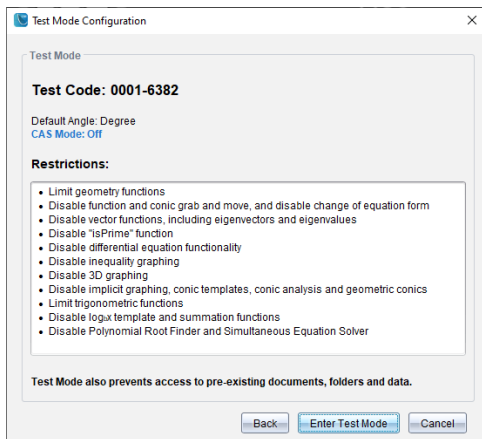 Test Mode Configuration
Test Mode
Test Code: 0001-6382
Default Angle: Degree
CAS Mode: Off
Restrictions:
• Limit geometry functions
• Disable function and conic grab and move, and disable change of equation form
• Disable vector functions, including eigenvectors and eigenvalues
• Disable "isPrime" function
• Disable differential equation functionality
• Disable inequality graphing
• Disable 3D graphing
• Disable implicit graphing, conic templates, conic analysis and geometric conics
• Limit trigonometric functions
• Disable logbx template and summation functions
• Disable Polynomial Root Finder and Simultaneous Equation Solver
Test Mode also prevents access to pre-existing documents, folders and data.
Back Enter Test Mode Cancel